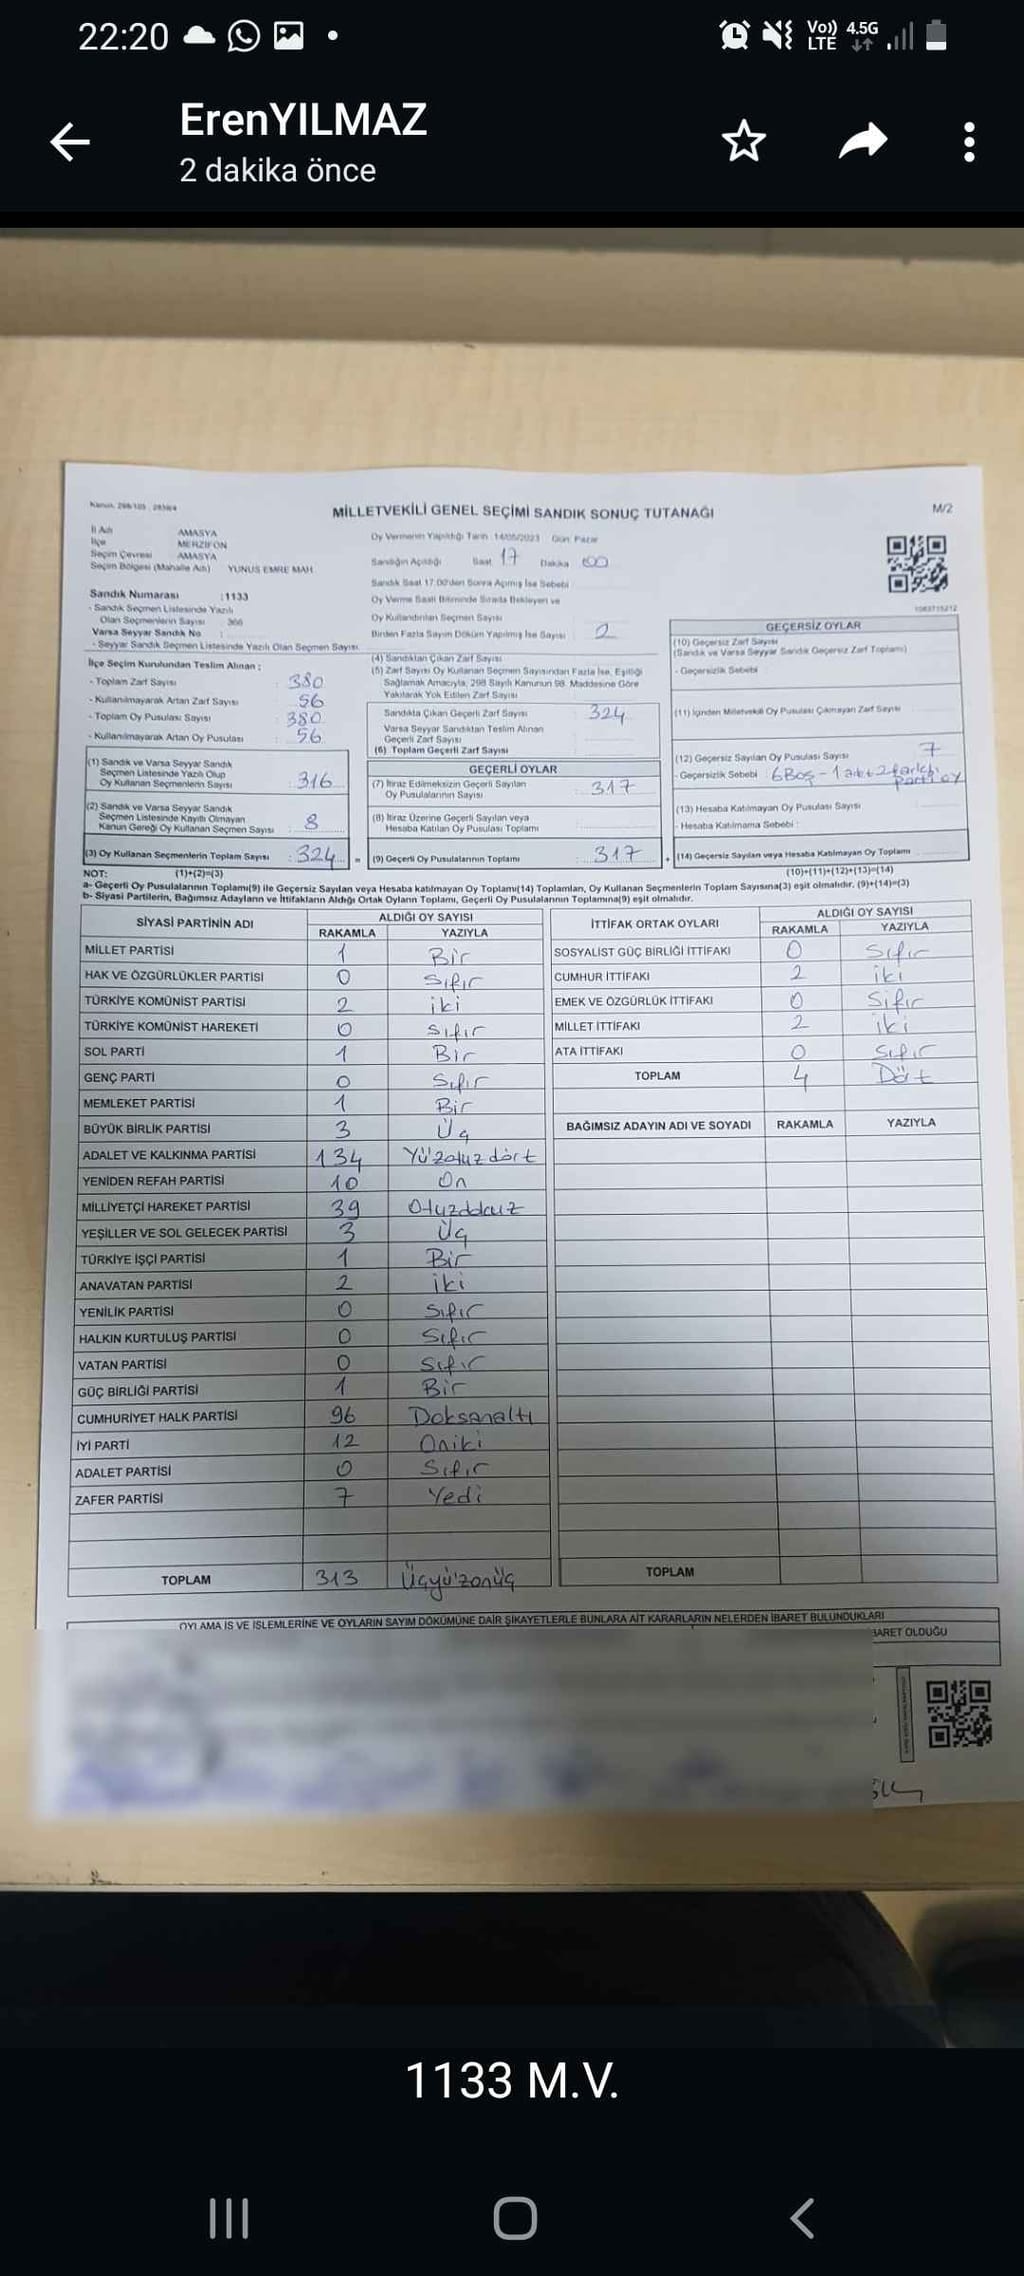 22:20
Vo)) LTE 4.5G
ErenYILMAZ
2 dakika önce
MİLLETVEKİLİ GENEL SEÇİMİ SANDIK SONUÇ TUTANAĞI
M/2
İl Adı AMASYA
İlçe MERZİFON
Seçim Çevresi AMASYA
Seçim Bölgesi (Mahalle Adı) YUNUS EMRE MAH.
Sandık Numarası :1133
- Sandık Seçmen Listesinde Yazılı
Olan Seçmenlerin Sayısı 366
Varsa Seyyar Sandık No
- Seyyar Sandık Seçmen Listesinde Yazılı Olan Seçmen Sayısı
İlçe Seçim Kurulundan Teslim Alınan :
- Toplam Zarf Sayısı : 380
- Kullanılmayarak Artan Zarf Sayısı : 56
- Toplam Oy Pusulası Sayısı : 380
- Kullanılmayarak Artan Oy Pusulası : 56
(1) Sandık ve Varsa Seyyar Sandık
Seçmen Listesinde Yazılı Olup
Oy Kullanan Seçmenlerin Sayısı : 316
(2) Sandık ve Varsa Seyyar Sandık
Seçmen Listesinde Kayıtlı Olmayan
Kanun Gereği Oy Kullanan Seçmen Sayısı : 8
(3) Oy Kullanan Seçmenlerin Toplam Sayısı : 324
Oy Vermenin Yapıldığı Tarih 14/05/2023 Gün: Pazar
Sandığın Açıldığı Saat 17 Dakika 00
Sandık Saat 17:00'den Sonra Açımış İse Sebebi
Oy Verme Saati Bitiminde Sırada Bekleyen ve
Oy Kullandırılan Seçmen Sayısı
Birden Fazla Sayım Döküm Yapılmış İse Sayısı 2
(4) Sandıktan Çıkan Zarf Sayısı
(5) Zarf Sayısı Oy Kullanan Seçmen Sayısından Fazla İse, Eşitliği
Sağlamak Amacıyla, 298 Sayılı Kanunun 98. Maddesine Göre
Yakılarak Yok Edilen Zarf Sayısı
Sandıkta Çıkan Geçerli Zarf Sayısı : 324
Varsa Seyyar Sandıktan Teslim Alınan
Geçerli Zarf Sayısı
(6) Toplam Geçerli Zarf Sayısı
GEÇERLİ OYLAR
(7) İtiraz Edilmeksizin Geçerli Sayılan
Oy Pusulalarının Sayısı : 317
(8) İtiraz Üzerine Geçerli Sayılan veya
Hesaba Katılan Oy Pusulası Toplamı
= (9) Geçerli Oy Pusulalarının Toplamı : 317
GEÇERSİZ OYLAR
(10) Geçersiz Zarf Sayısı
(Sandık ve Varsa Seyyar Sandık Geçersiz Zarf Toplamı)
- Geçersizlik Sebebi
(11) İçinden Milletvekili Oy Pusulası Çıkmayan Zarf Sayısı
(12) Geçersiz Sayılan Oy Pusulası Sayısı 7
- Geçersizlik Sebebi : 6 Boş - 1
(13) Hesaba Katılmayan Oy Pusulası Sayısı
- Hesaba Katılmama Sebebi :
+ (14) Geçersiz Sayılan veya Hesaba Katılmayan Oy Toplamı
NOT: (1)+(2)=(3) (10)+(11)+(12)+(13)=(14)
a- Geçerli Oy Pusulalarının Toplamı(9) ile Geçersiz Sayılan veya Hesaba katılmayan Oy Toplamı(14) Toplamları, Oy Kullanan Seçmenlerin Toplam Sayısına(3) eşit olmalıdır. (9)+(14)=(3)
b- Siyasi Partilerin, Bağımsız Adayların ve İttifakların Aldığı Ortak Oyların Toplamı, Geçerli Oy Pusulalarının Toplamına(9) eşit olmalıdır.
SİYASİ PARTİNİN ADI ALDIĞI OY SAYISI
RAKAMLA YAZIYLA
MİLLET PARTİSİ 1 Bir
HAK VE ÖZGÜRLÜKLER PARTİSİ 0 Sıfır
TÜRKİYE KOMÜNİST PARTİSİ 2 iki
TÜRKİYE KOMÜNİST HAREKETİ 0 Sıfır
SOL PARTİ 1 Bir
GENÇ PARTİ 0 Sıfır
MEMLEKET PARTİSİ 1 Bir
BÜYÜK BİRLİK PARTİSİ 3 Üç
ADALET VE KALKINMA PARTİSİ 134 Yüzotuzdört
YENİDEN REFAH PARTİSİ 10 On
MİLLİYETÇİ HAREKET PARTİSİ 39 Otuzdokuz
YEŞİLLER VE SOL GELECEK PARTİSİ 3 Üç
TÜRKİYE İŞÇİ PARTİSİ 1 Bir
ANAVATAN PARTİSİ 2 iki
YENİLİK PARTİSİ 0 Sıfır
HALKIN KURTULUŞ PARTİSİ 0 Sıfır
VATAN PARTİSİ 0 Sıfır
GÜÇ BİRLİĞİ PARTİSİ 1 Bir
CUMHURİYET HALK PARTİSİ 96 Doksanaltı
İYİ PARTİ 12 Oniki
ADALET PARTİSİ 0 Sıfır
ZAFER PARTİSİ 7 Yedi
TOPLAM 313 Üçyüzonüç
İTTİFAK ORTAK OYLARI ALDIĞI OY SAYISI
RAKAMLA YAZIYLA
SOSYALİST GÜÇ BİRLİĞİ İTTİFAKI 0 Sıfır
CUMHUR İTTİFAKI 2 iki
EMEK VE ÖZGÜRLÜK İTTİFAKI 0 Sıfır
MİLLET İTTİFAKI 2 iki
ATA İTTİFAKI 0 Sıfır
TOPLAM 4 Dört
BAĞIMSIZ ADAYIN ADI VE SOYADI RAKAMLA YAZIYLA
TOPLAM
OYLAMA İŞ VE İŞLEMLERİNE VE OYLARIN SAYIM DÖKÜMÜNE DAİR ŞİKAYETLERLE BUNLARA AİT KARARLARIN NELERDEN İBARET BULUNDUKLARI
BARET OLDUĞU
1133 M.V.